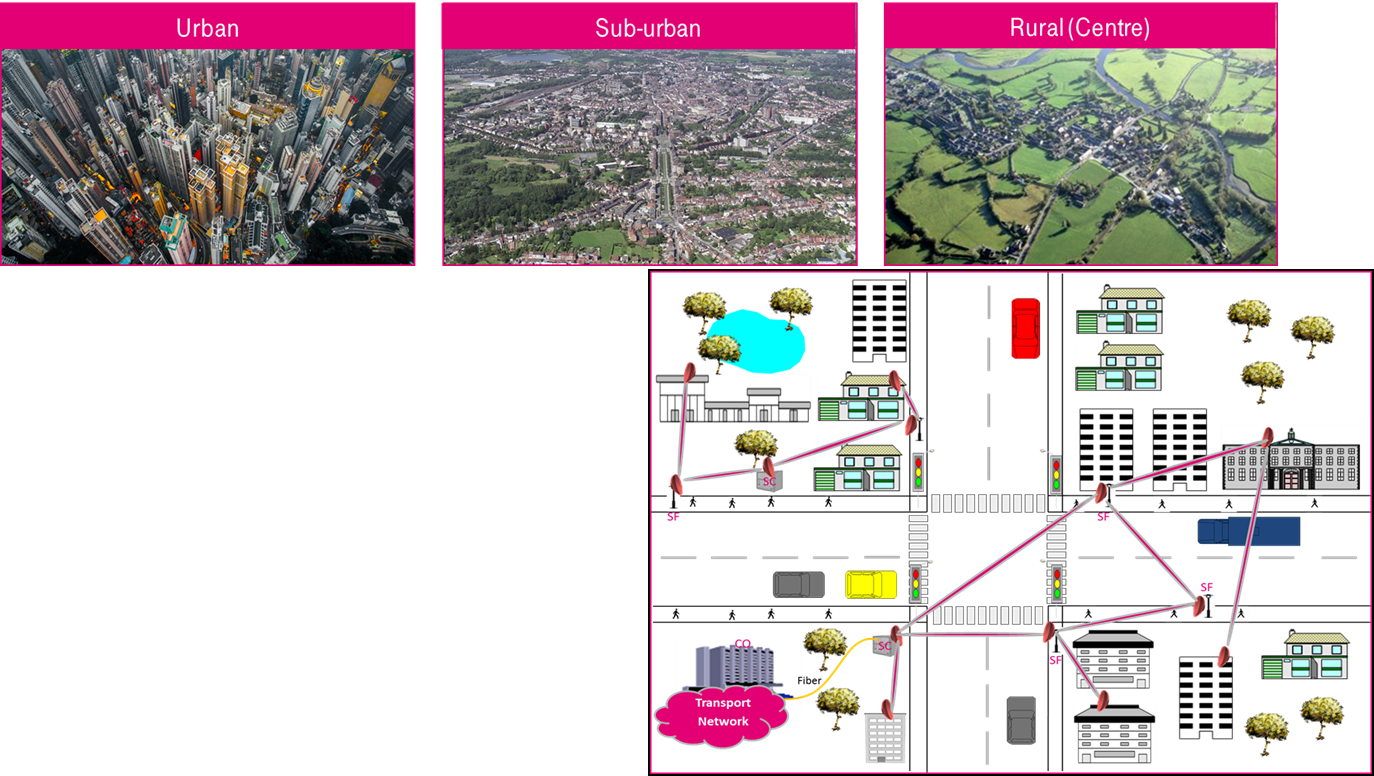 Urban
Sub-urban
Rural (Centre)
SC
SF
SF
SF
CO
SC
SF
Fiber
Transport
Network